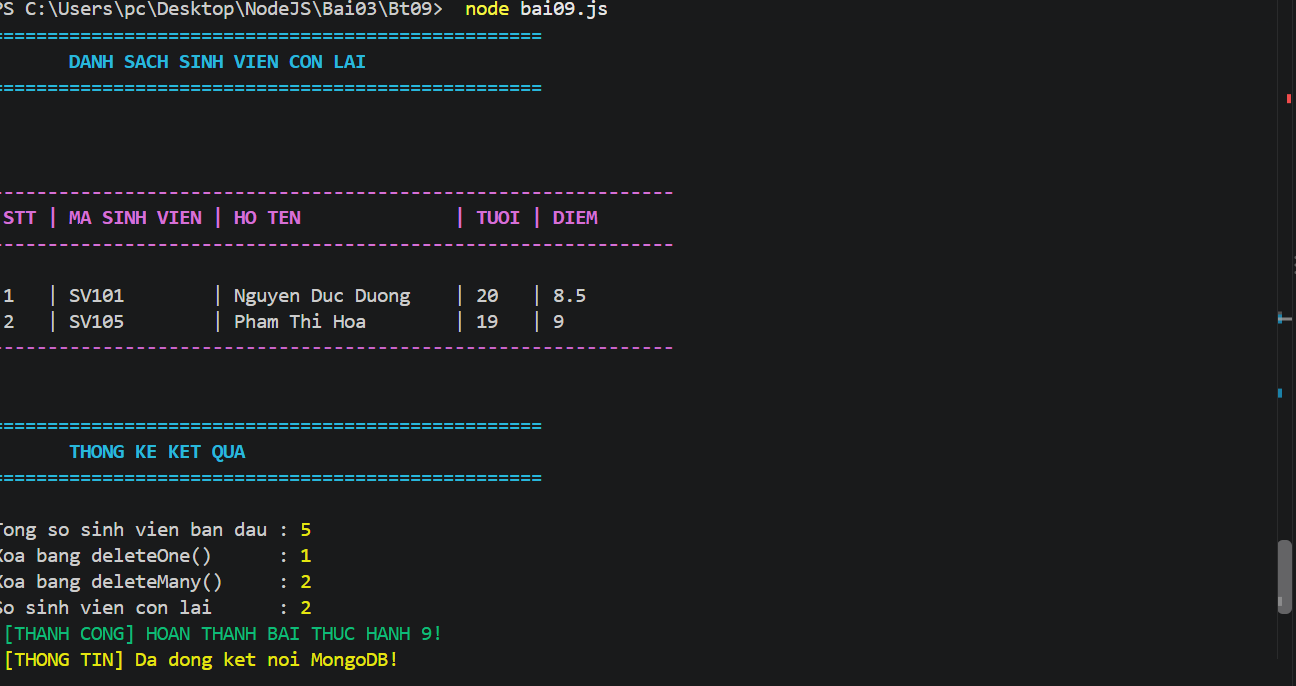 PS C:\Users\pc\Desktop\NodeJS\Bai03\Bt09> node bai09.js
==================================================
DANH SACH SINH VIEN CON LAI
==================================================
--------------------------------------------------------------
STT | MA SINH VIEN | HO TEN | TUOI | DIEM
--------------------------------------------------------------
1 | SV101 | Nguyen Duc Duong | 20 | 8.5
2 | SV105 | Pham Thi Hoa | 19 | 9
--------------------------------------------------------------
==================================================
THONG KE KET QUA
==================================================
Tong so sinh vien ban dau : 5
Xoa bang deleteOne() : 1
Xoa bang deleteMany() : 2
So sinh vien con lai : 2
[THANH CONG] HOAN THANH BAI THUC HANH 9!
[THONG TIN] Da dong ket noi MongoDB!